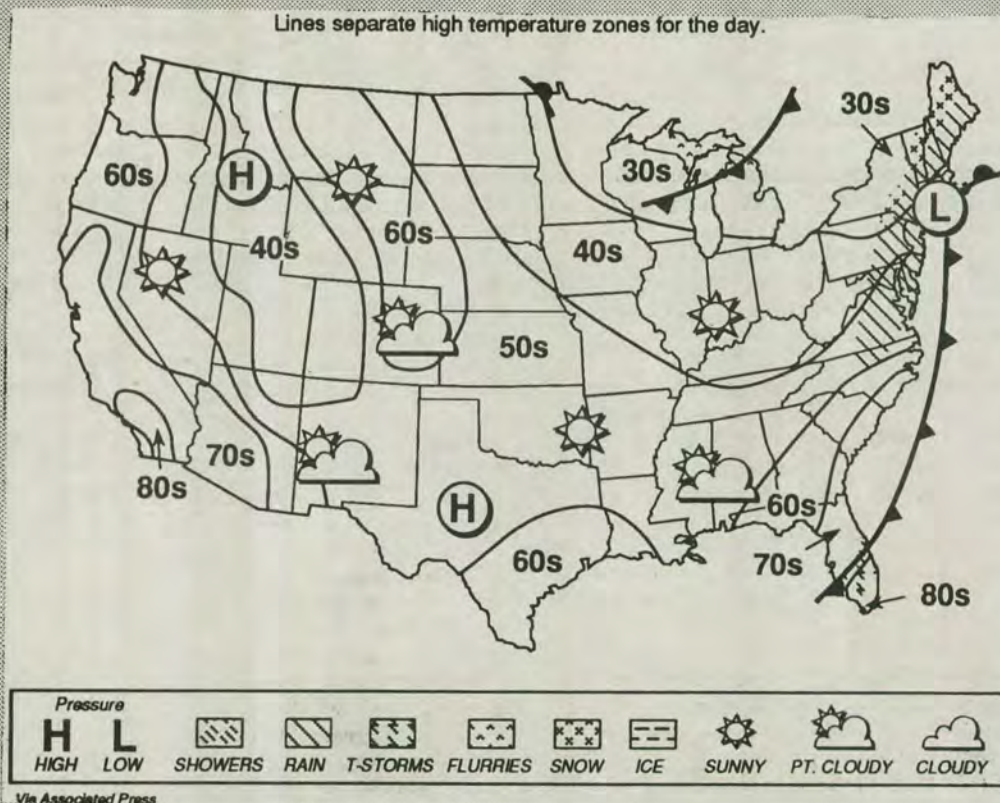 Lines separate high temperature zones for the day.
30s
60s
H
30s
L
40s
60s
40s
50s
70s
80s
H
60s
60s
70s
80s
Pressure
H L
HIGH LOW SHOWERS RAIN T-STORMS FLURRIES SNOW ICE SUNNY PT. CLOUDY CLOUDY
Via Associated Press